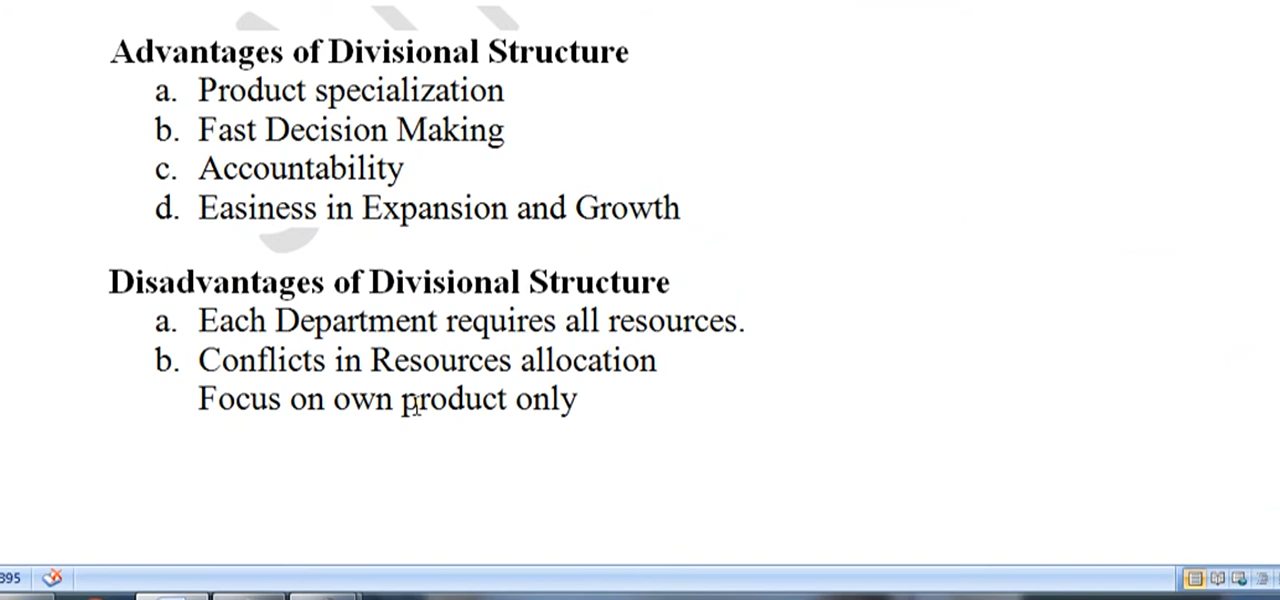 Advantages of Divisional Structure
a. Product specialization
b. Fast Decision Making
c. Accountability
d. Easiness in Expansion and Growth
Disadvantages of Divisional Structure
a. Each Department requires all resources.
b. Conflicts in Resources allocation
Focus on own product only
395